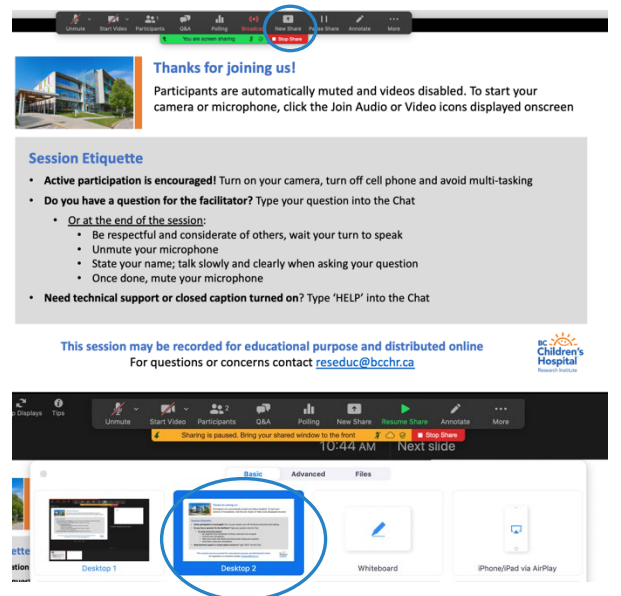 Unmute Start Video Participants Q&A Polling Broadcast New Share Pause Share Annotate More
1
You are screen sharing Stop Share
Thanks for joining us!
Participants are automatically muted and videos disabled. To start your
camera or microphone, click the Join Audio or Video icons displayed onscreen
Session Etiquette
• Active participation is encouraged! Turn on your camera, turn off cell phone and avoid multi-tasking
• Do you have a question for the facilitator? Type your question into the Chat
• Or at the end of the session:
• Be respectful and considerate of others, wait your turn to speak
• Unmute your microphone
• State your name; talk slowly and clearly when asking your question
• Once done, mute your microphone
• Need technical support or closed caption turned on? Type ‘HELP’ into the Chat
This session may be recorded for educational purpose and distributed online
For questions or concerns contact reseduc@bcchr.ca
BC
Children's
Hospital
Research Institute
p Displays Tips
2
Unmute Start Video Participants Q&A Polling New Share Resume Share Annotate More
Sharing is paused. Bring your shared window to the front Stop Share
10:44 AM Next slide
Basic Advanced Files
Desktop 1 Desktop 2 Whiteboard iPhone/iPad via AirPlay